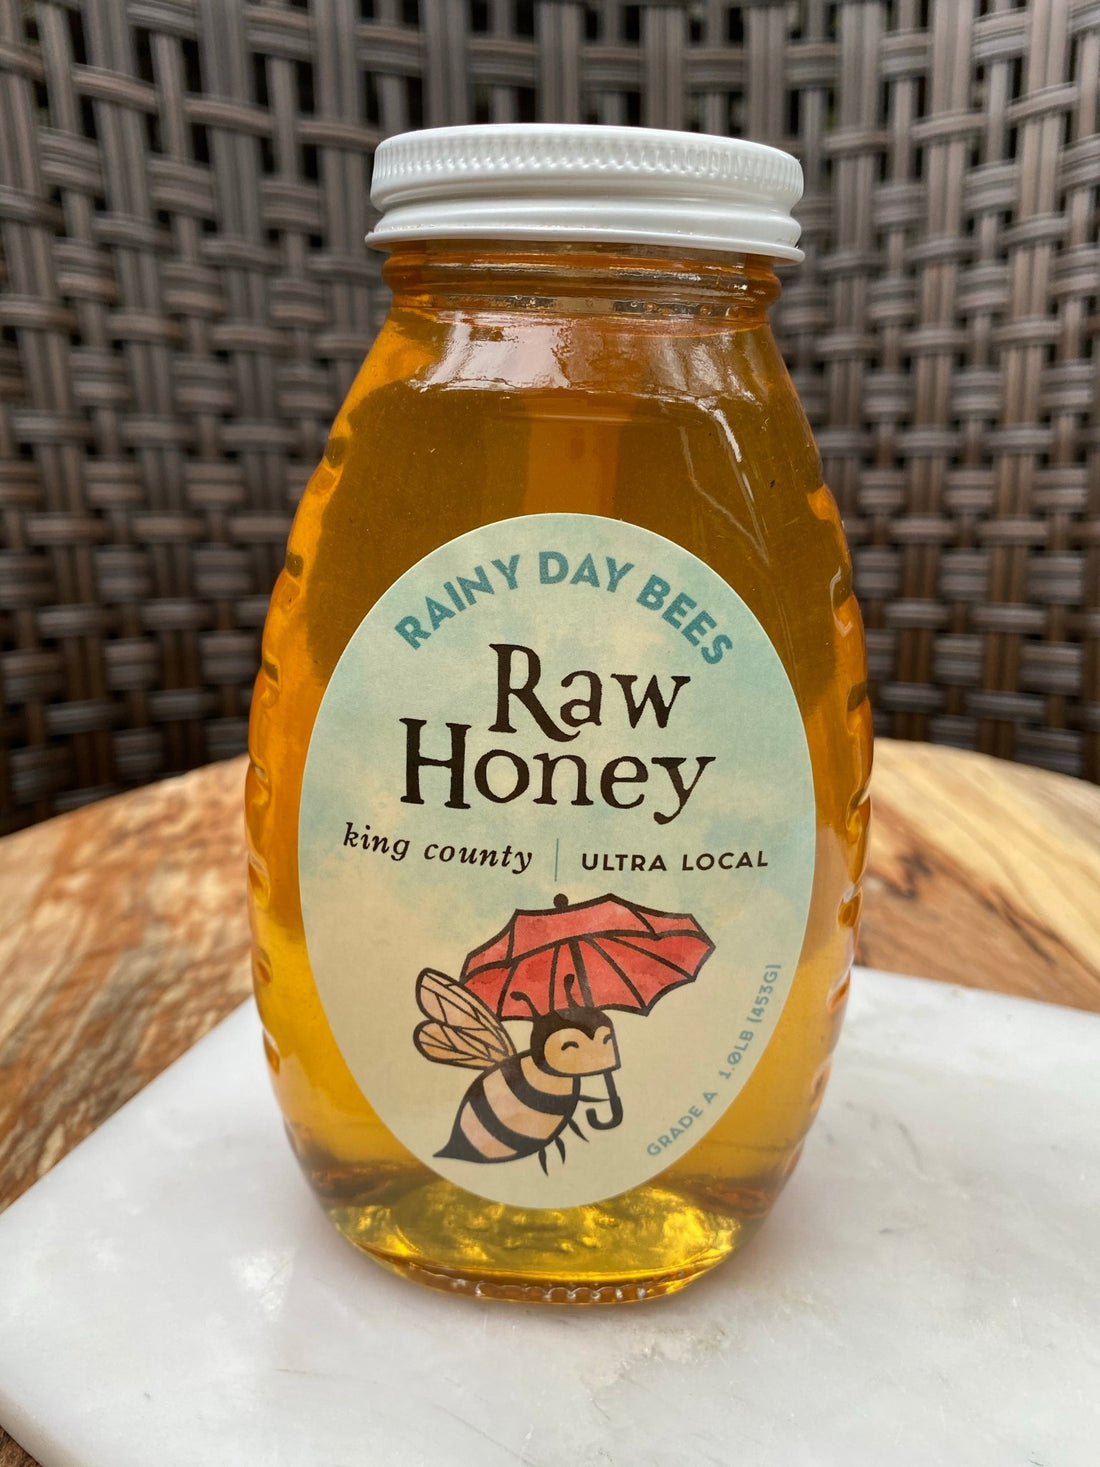 RAINY DAY BEES
Raw
Honey
king county | ULTRA LOCAL
GRADE A 1.0LB (453G)